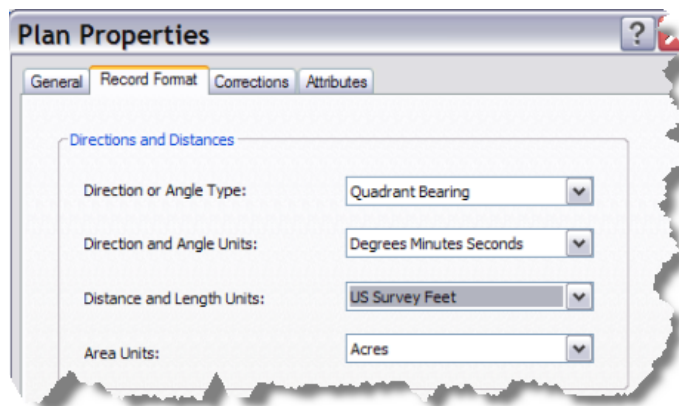 Plan Properties ?
General Record Format Corrections Attributes
Directions and Distances
Direction or Angle Type: Quadrant Bearing
Direction and Angle Units: Degrees Minutes Seconds
Distance and Length Units: US Survey Feet
Area Units: Acres